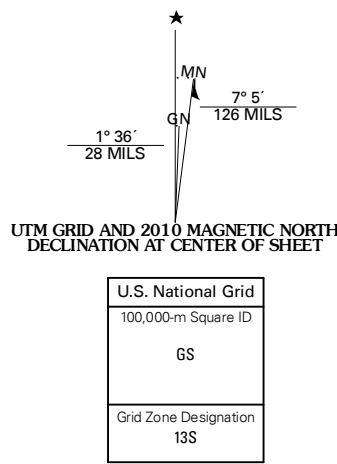 MN
7° 5´
126 MILS
GN
1° 36´
28 MILS
UTM GRID AND 2010 MAGNETIC NORTH
DECLINATION AT CENTER OF SHEET
U.S. National Grid
100,000-m Square ID
GS
Grid Zone Designation
13S